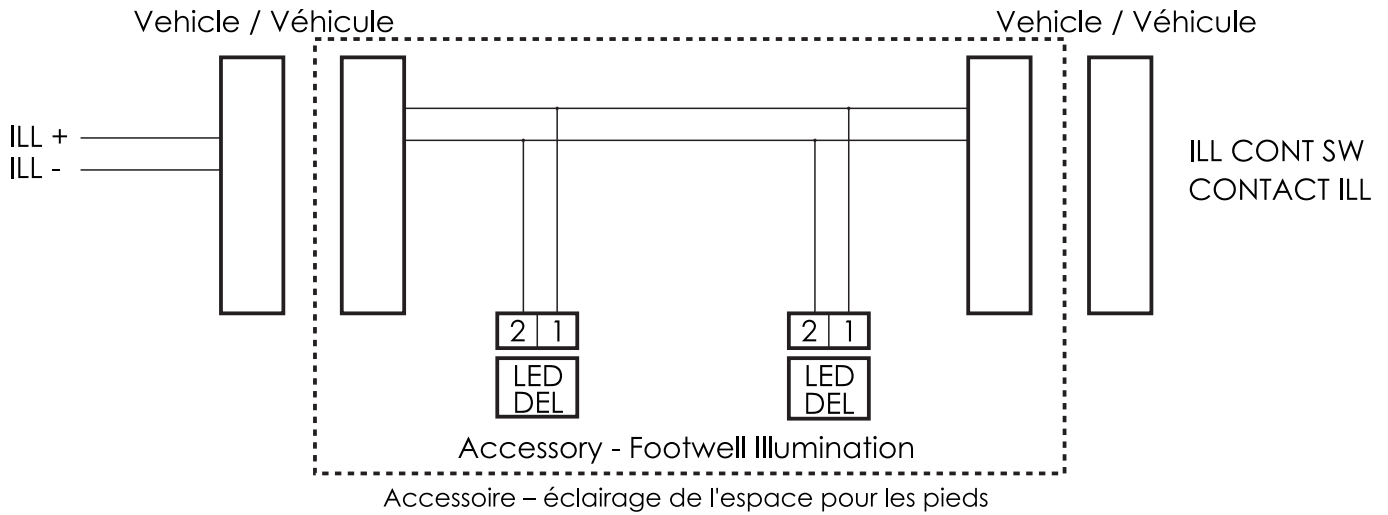 Vehicle / Véhicule
Vehicle / Véhicule
ILL +
ILL -
ILL CONT SW
CONTACT ILL
2 1
2 1
LED
DEL
LED
DEL
Accessory - Footwell Illumination
Accessoire – éclairage de l'espace pour les pieds